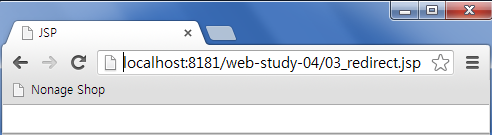 JSP
localhost:8181/web-study-04/03_redirect.jsp
Nonage Shop